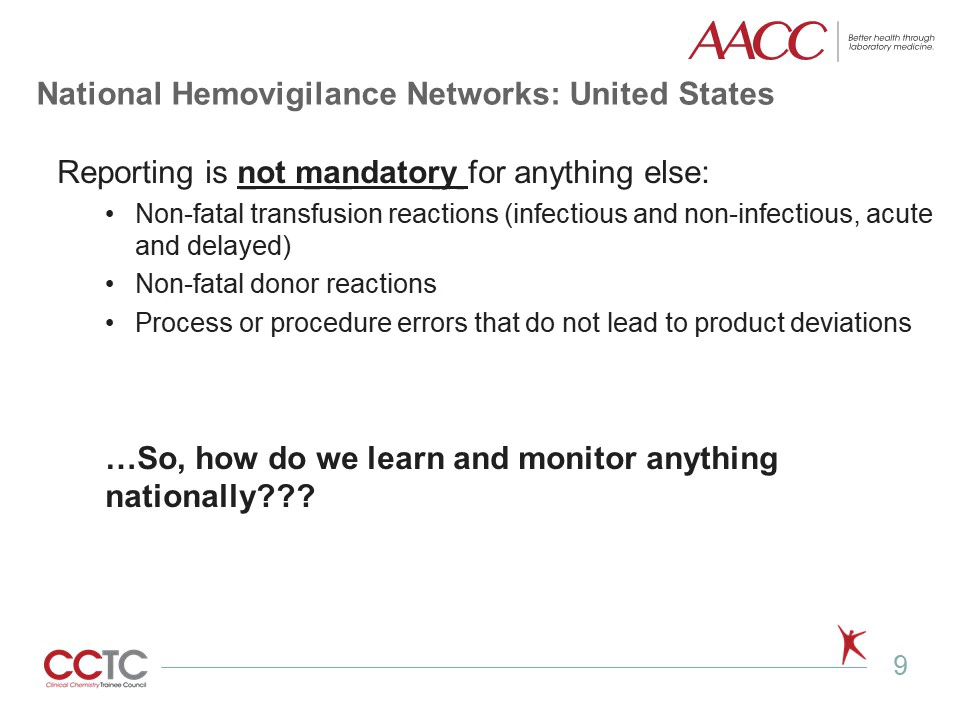 AACC
Better health through
laboratory medicine.
National Hemovigilance Networks: United States
Reporting is not mandatory for anything else:
• Non-fatal transfusion reactions (infectious and non-infectious, acute
and delayed)
• Non-fatal donor reactions
• Process or procedure errors that do not lead to product deviations
…So, how do we learn and monitor anything
nationally???
CCTC
Clinical Chemistry Trainee Council
9